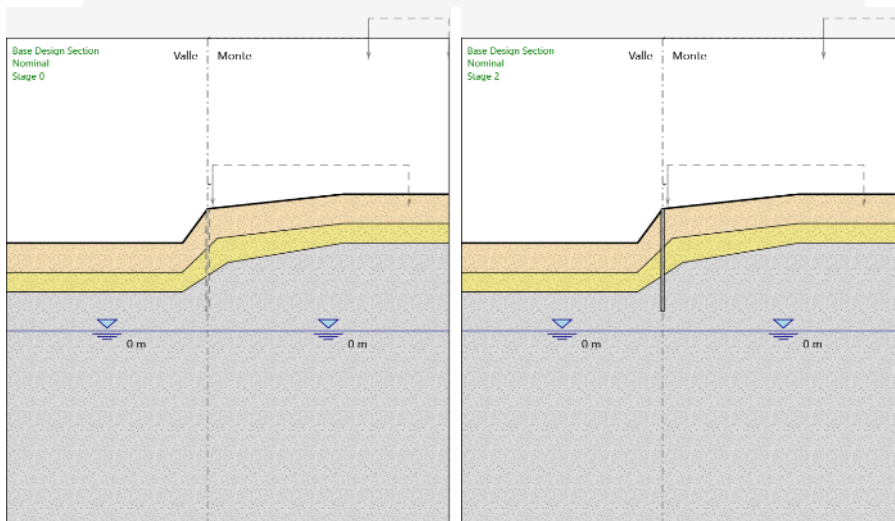 Base Design Section
Nominal
Stage 0
Valle Monte
0 m 0 m
Base Design Section
Nominal
Stage 2
Valle Monte
0 m 0 m